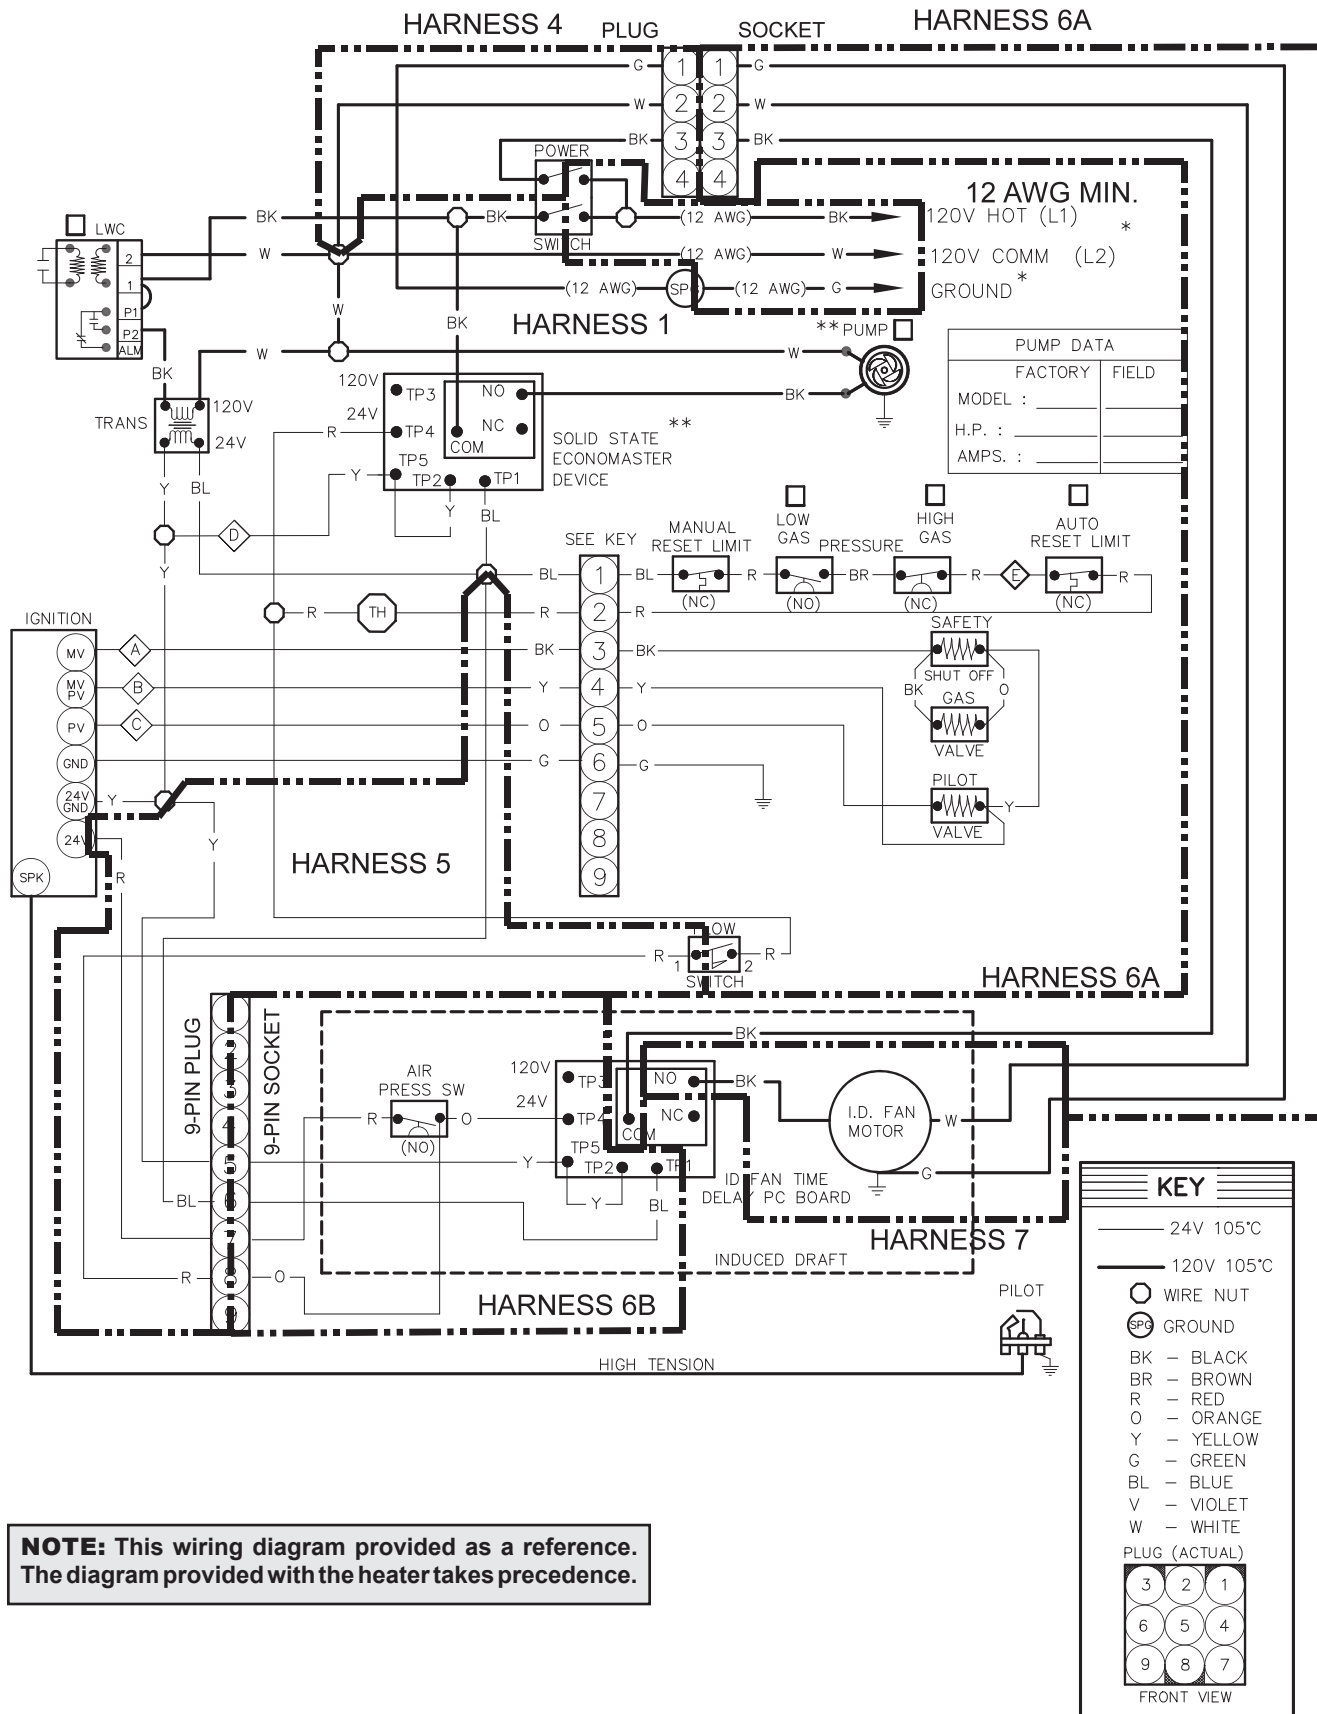 HARNESS 4
PLUG
SOCKET
HARNESS 6A
G 1 1 G
W 2 2 W
BK 3 3 BK
4 4
POWER
SWITCH
12 AWG MIN.
BK
BK
(12 AWG)
BK
120V HOT (L1)
*
W
(12 AWG)
W
120V COMM (L2)
(12 AWG)
SPG
(12 AWG)
G
GROUND *
LWC
2
1
P1
P2
ALM
W
BK
HARNESS 1
** PUMP
PUMP DATA
FACTORY FIELD
MODEL :
H.P. :
AMPS. :
BK
W
W
BK
TRANS
120V
24V
120V
24V
TP3
TP4
TP5
TP2
TP1
NO
NC
COM
**
SOLID STATE
ECONOMASTER
DEVICE
R
Y
Y
BL
Y
BL
D
Y
SEE KEY
MANUAL
RESET LIMIT
(NC)
LOW
GAS
PRESSURE
HIGH
GAS
(NO)
(NC)
AUTO
RESET LIMIT
(NC)
BL 1 BL
R
BR
R
E
R
R
TH
2 R
IGNITION
MV
MV
PV
PV
GND
24V
GND
24V
SPK
A
B
C
BK 3 BK
Y 4 Y
O 5 O
G 6 G
7
8
9
SAFETY
SHUT OFF
BK
O
GAS
VALVE
PILOT
VALVE
Y
Y
Y
R
HARNESS 5
FLOW
SWITCH
R 1
2 R
HARNESS 6A
9-PIN PLUG
9-PIN SOCKET
2
3
4
5
6
7
8
9
BL
R
O
AIR
PRESS SW
(NO)
R
O
120V
24V
TP3
TP4
TP5
TP2
TP1
NO
NC
COM
Y
Y
BL
BK
BK
I.D. FAN
MOTOR
W
G
ID FAN TIME
DELAY PC BOARD
HARNESS 7
INDUCED DRAFT
HARNESS 6B
HIGH TENSION
PILOT
KEY
24V 105°C
120V 105°C
WIRE NUT
SPG GROUND
BK – BLACK
BR – BROWN
R – RED
O – ORANGE
Y – YELLOW
G – GREEN
BL – BLUE
V – VIOLET
W – WHITE
PLUG (ACTUAL)
3 2 1
6 5 4
9 8 7
FRONT VIEW
NOTE: This wiring diagram provided as a reference.
The diagram provided with the heater takes precedence.